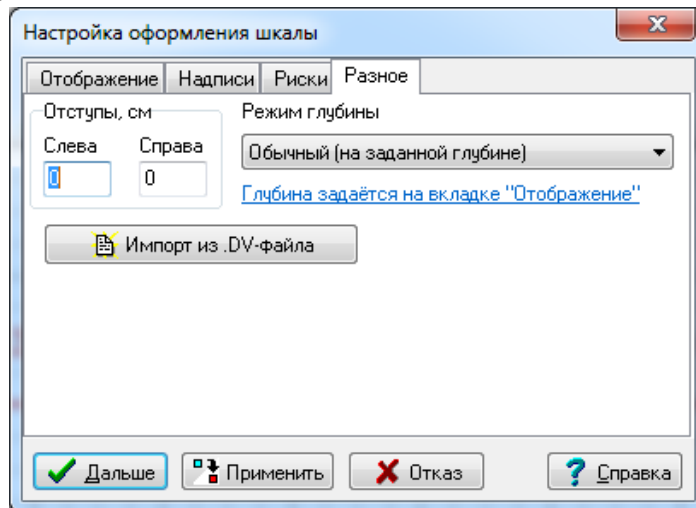 Настройка оформления шкалы
Отображение Надписи Риски Разное
Отступы, см Режим глубины
Слева Справа
Обычный (на заданной глубине)
0 0
Глубина задаётся на вкладке "Отображение"
Импорт из .DV-файла
Дальше Применить Отказ Справка